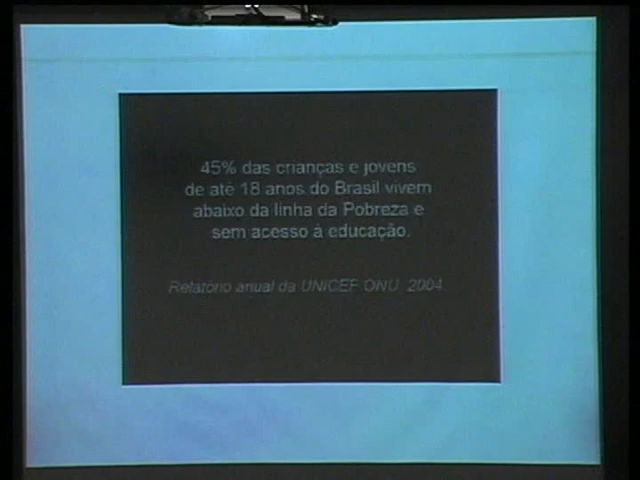 45% das crianças e jovens
de até 18 anos do Brasil vivem
abaixo da linha da Pobreza e
sem acesso à educação.
Relatório anual da UNICEF ONU, 2004